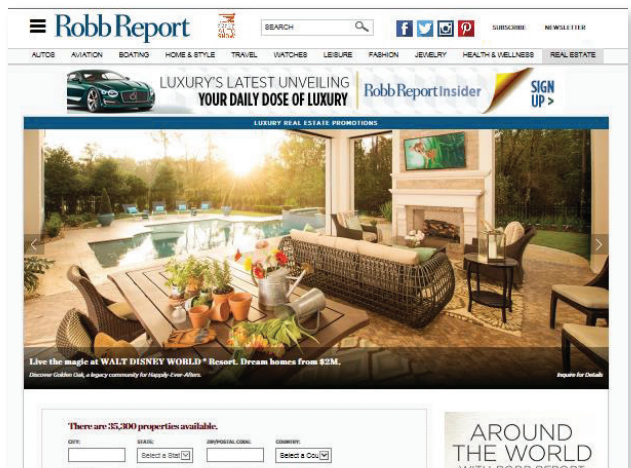 Robb Report
SEARCH
SUBSCRIBE
NEWSLETTER
AUTOS AVIATION BOATING HOME & STYLE TRAVEL WATCHES LEISURE FASHION JEWELRY HEALTH & WELLNESS REAL ESTATE
LUXURY'S LATEST UNVEILING
YOUR DAILY DOSE OF LUXURY
Robb Report Insider
SIGN
UP >
LUXURY REAL ESTATE PROMOTIONS
Live the magic at WALT DISNEY WORLD® Resort. Dream homes from $2M.
Discover Golden Oak, a legacy community for Happily-Ever-Afters.
Inquire for Details
There are 35,300 properties available.
CITY: STATE: ZIP/POSTAL CODE: COUNTRY:
Select a Stat Select a Cou
AROUND
THE WORLD
WITH ROBB REPORT